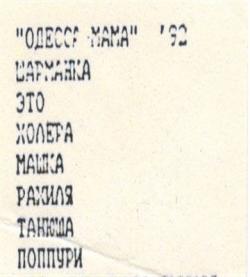 "ОДЕССА-МАМА" '92
ШАРМАНКА
ЭТО
ХОЛЕРА
МАШКА
РАХИЛЯ
ТАНЮША
ПОППУРИ